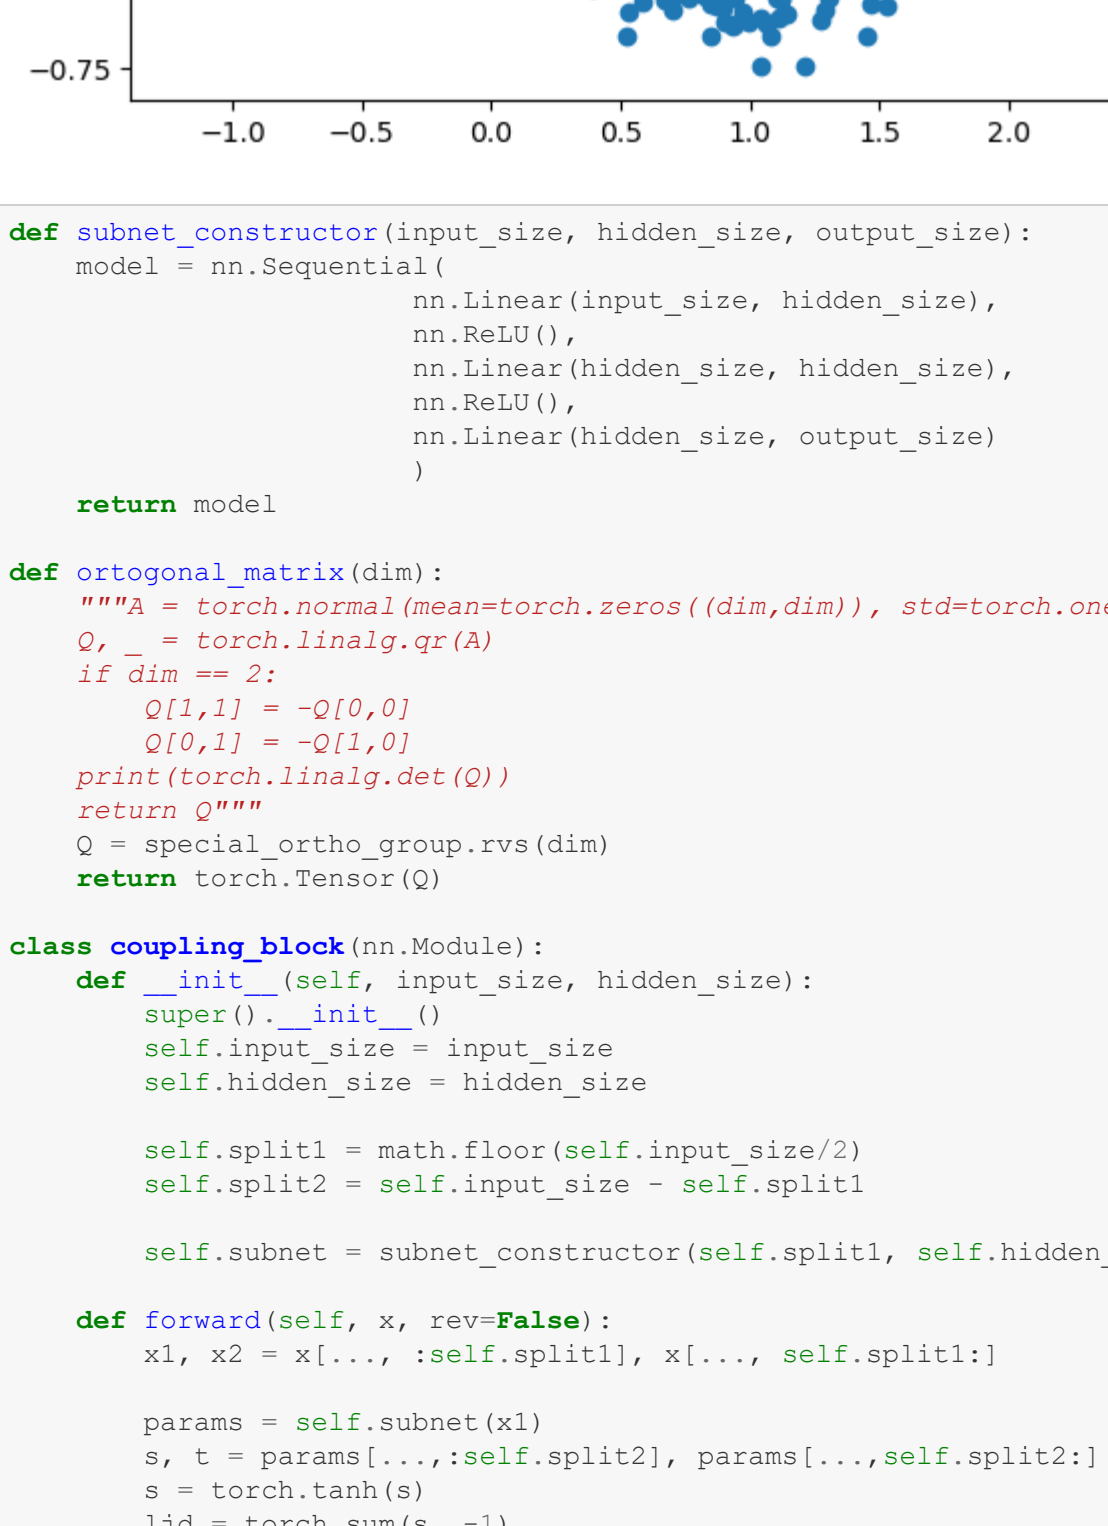 −0.75
−1.0 −0.5 0.0 0.5 1.0 1.5 2.0
def subnet_constructor(input_size, hidden_size, output_size):
    model = nn.Sequential(
                        nn.Linear(input_size, hidden_size),
                        nn.ReLU(),
                        nn.Linear(hidden_size, hidden_size),
                        nn.ReLU(),
                        nn.Linear(hidden_size, output_size)
                        )
    return model
def ortogonal_matrix(dim):
    """A = torch.normal(mean=torch.zeros((dim,dim)), std=torch.one
    Q, _ = torch.linalg.qr(A)
    if dim == 2:
        Q[1,1] = -Q[0,0]
        Q[0,1] = -Q[1,0]
    print(torch.linalg.det(Q))
    return Q"""
    Q = special_ortho_group.rvs(dim)
    return torch.Tensor(Q)
class coupling_block(nn.Module):
    def __init__(self, input_size, hidden_size):
        super().__init__()
        self.input_size = input_size
        self.hidden_size = hidden_size
        self.split1 = math.floor(self.input_size/2)
        self.split2 = self.input_size - self.split1
        self.subnet = subnet_constructor(self.split1, self.hidden_
    def forward(self, x, rev=False):
        x1, x2 = x[..., :self.split1], x[..., self.split1:]
        params = self.subnet(x1)
        s, t = params[...,:self.split2], params[...,self.split2:]
        s = torch.tanh(s)
        ljd = torch.sum(s, -1)